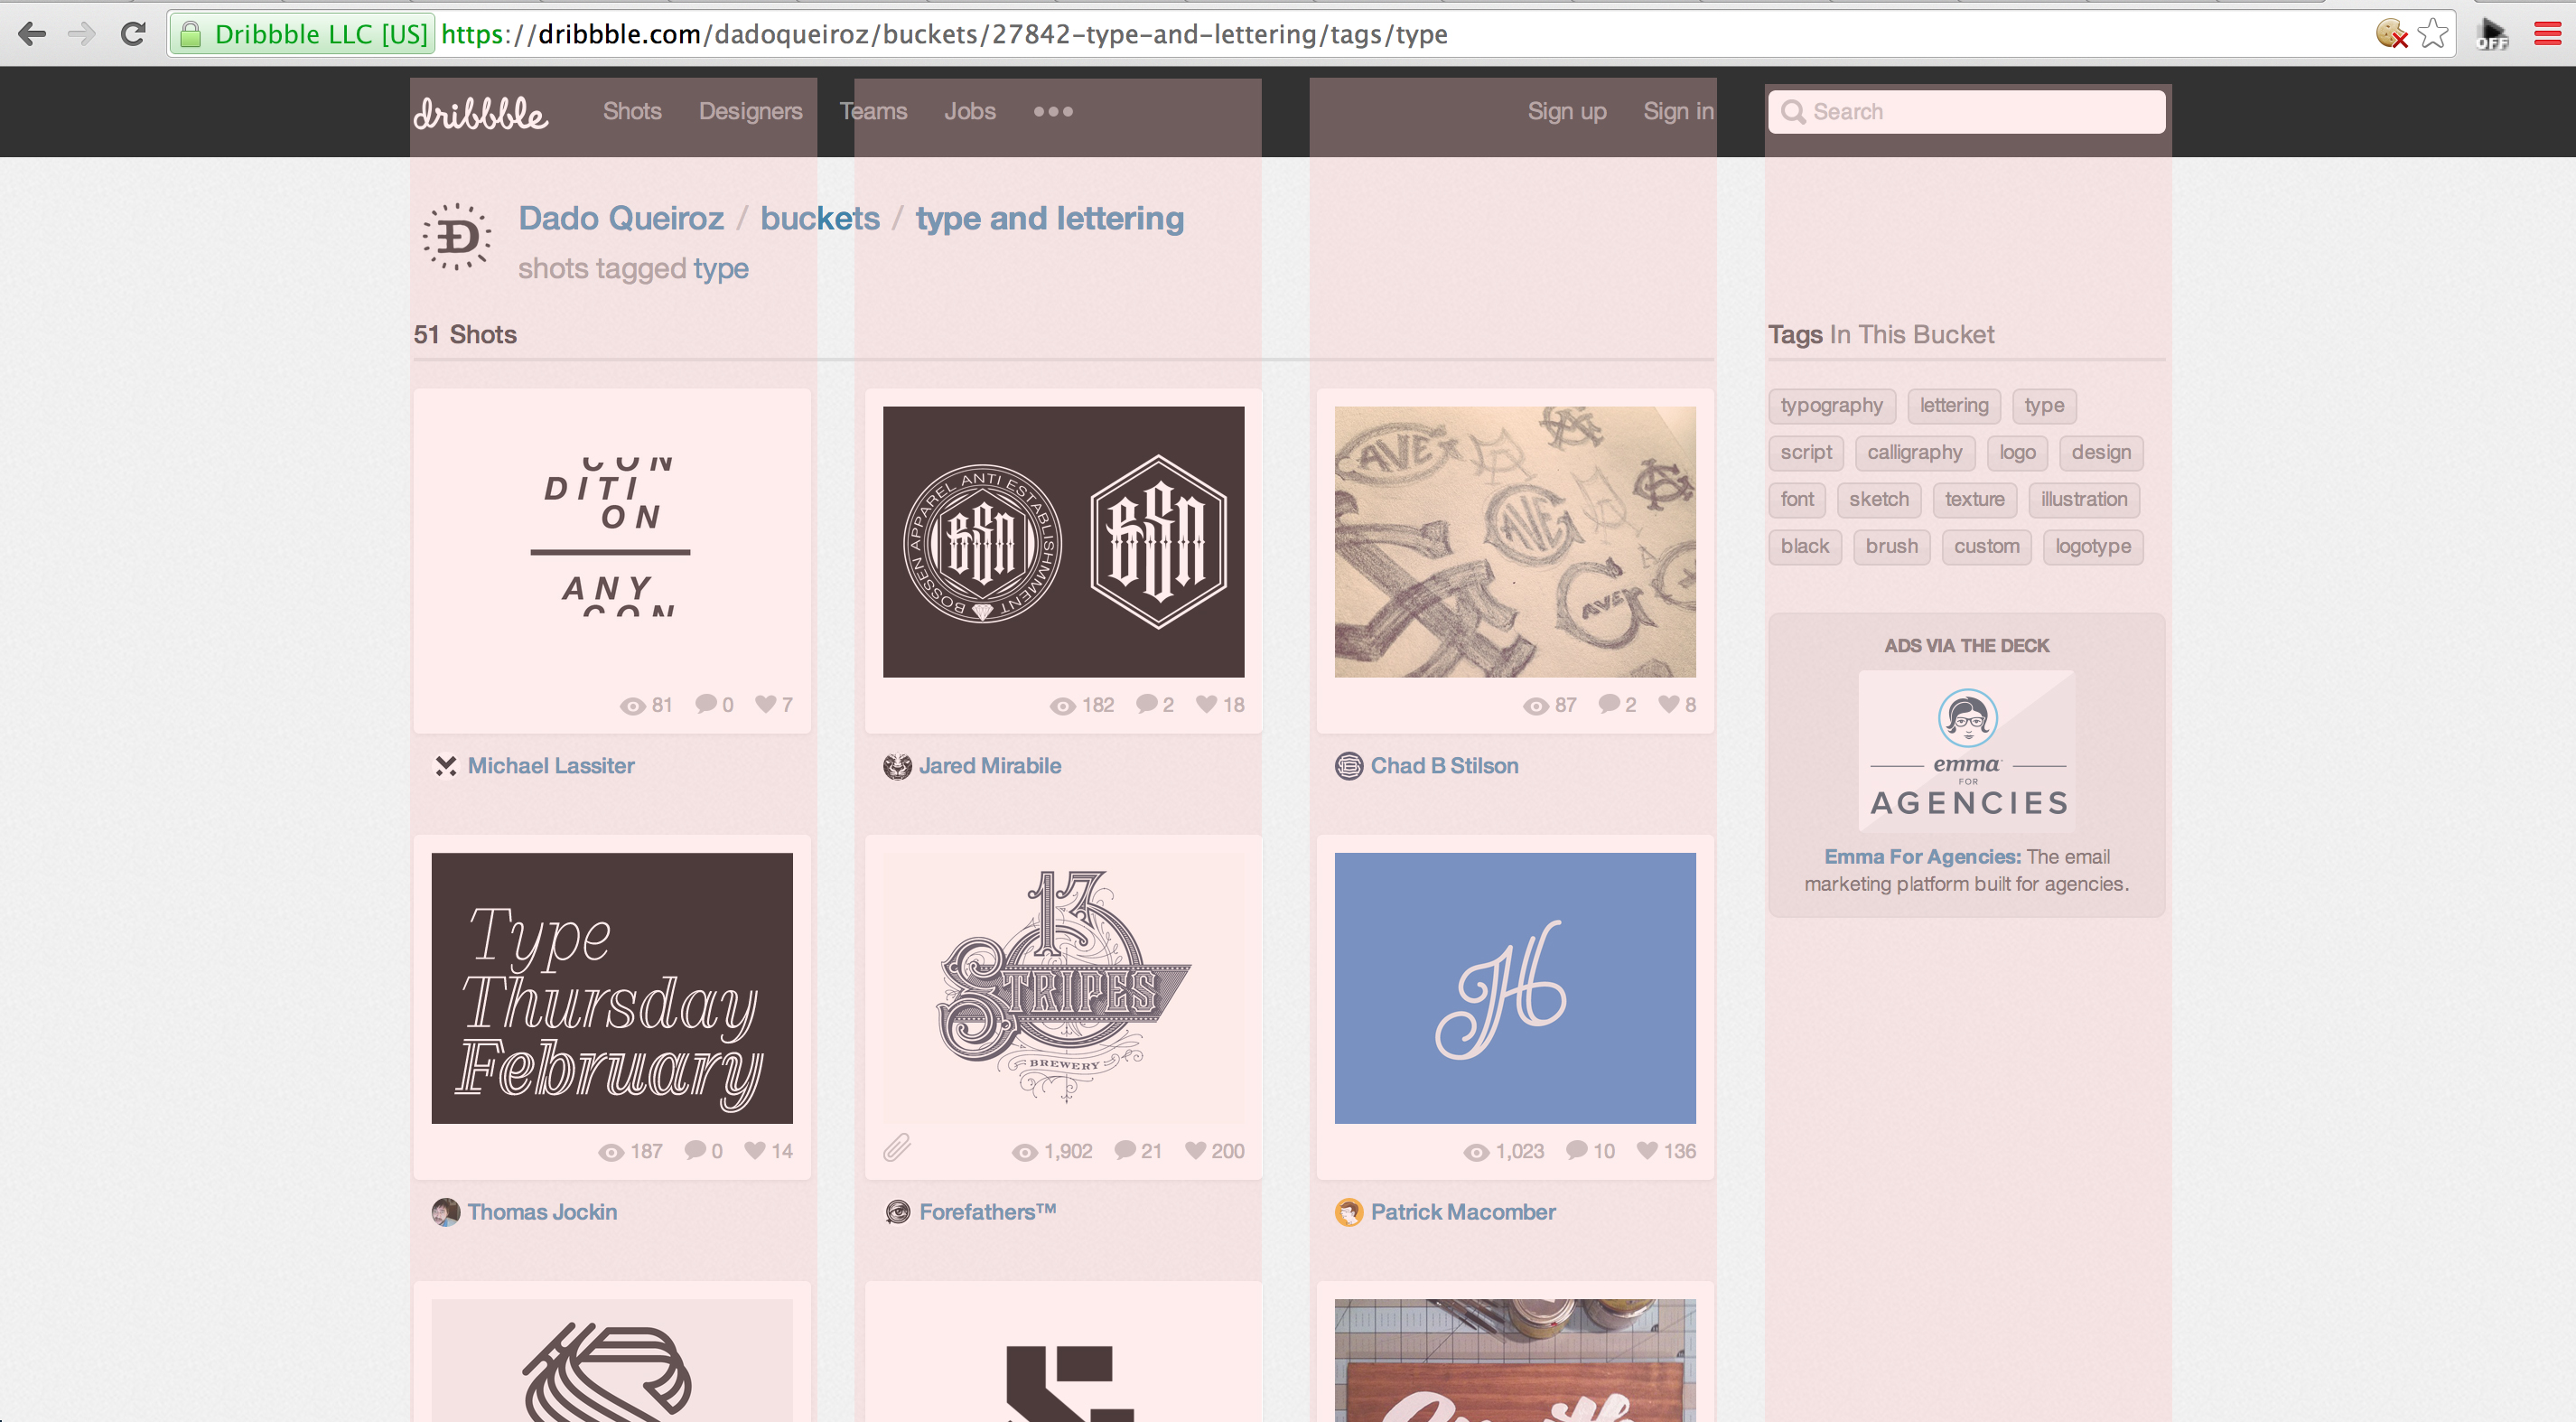 Dribbble LLC [US] https://dribbble.com/dadoqueiroz/buckets/27842-type-and-lettering/tags/type
OFF
dribbble Shots Designers Teams Jobs ••• Sign up Sign in Search
Đ
Dado Queiroz / buckets / type and lettering
shots tagged type
51 Shots
CON
DITI
ON
ANY
CON
81 0 7
Michael Lassiter
BOSSEN APPAREL ANTI ESTABLISHMMENT
BSN
BSN
182 2 18
Jared Mirabile
CAVEX
CAVE
CAVEX
87 2 8
Chad B Stilson
Tags In This Bucket
typography lettering type
script calligraphy logo design
font sketch texture illustration
black brush custom logotype
ADS VIA THE DECK
emma
FOR
AGENCIES
Emma For Agencies: The email
marketing platform built for agencies.
Type
Thursday
February
187 0 14
Thomas Jockin
13
STRIPES
BREWERY
1,902 21 200
Forefathers™
H
1,023 10 136
Patrick Macomber